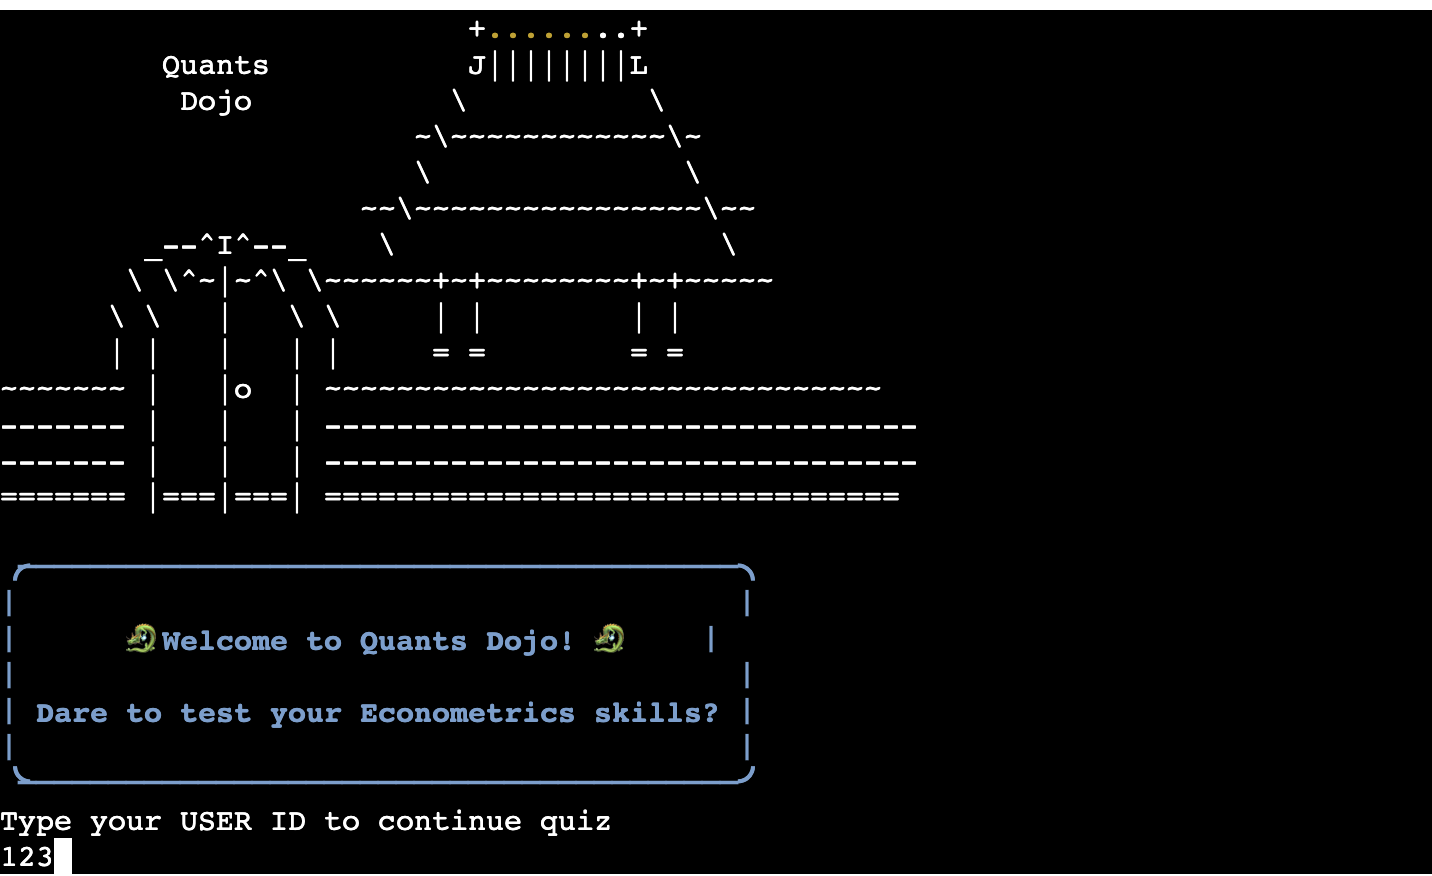 Quants
Dojo
🐉Welcome to Quants Dojo! 🐉
Dare to test your Econometrics skills?
Type your USER ID to continue quiz
123